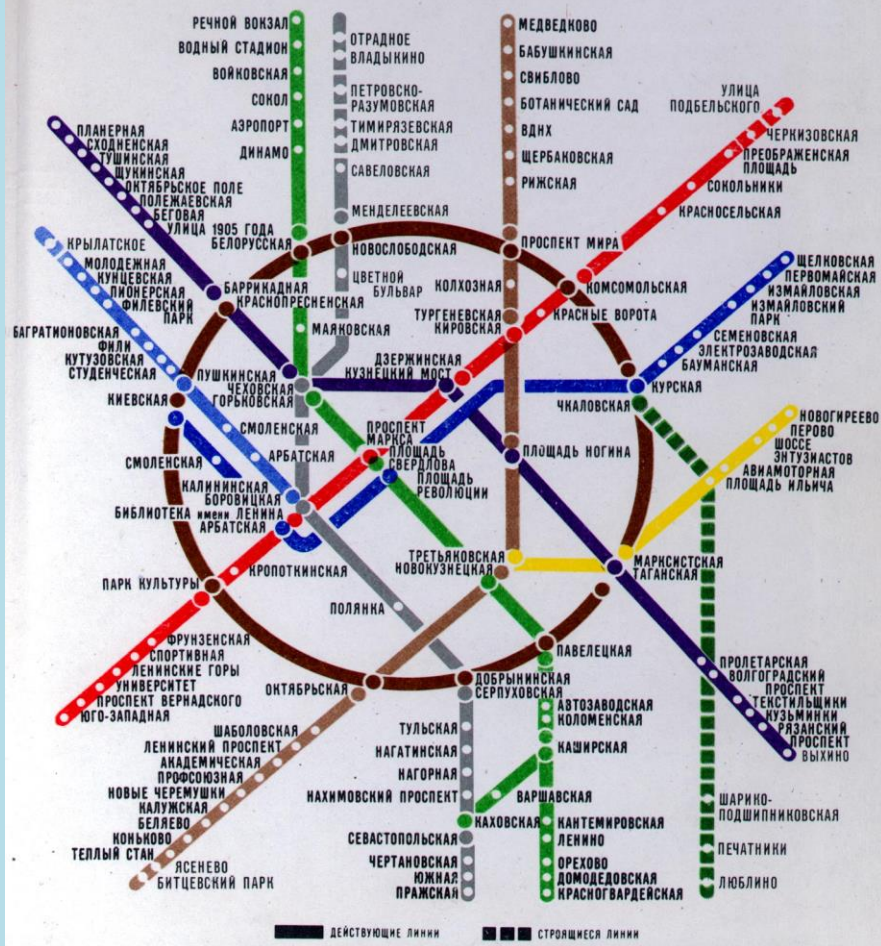 РЕЧНОЙ ВОКЗАЛ
ВОДНЫЙ СТАДИОН
ВОЙКОВСКАЯ
СОКОЛ
АЭРОПОРТ
ДИНАМО
БЕЛОРУССКАЯ
МАЯКОВСКАЯ
ОТРАДНОЕ
ВЛАДЫКИНО
ПЕТРОВСКО-
РАЗУМОВСКАЯ
ТИМИРЯЗЕВСКАЯ
ДМИТРОВСКАЯ
САВЕЛОВСКАЯ
МЕНДЕЛЕЕВСКАЯ
НОВОСЛОБОДСКАЯ
ЦВЕТНОЙ
БУЛЬВАР
МЕДВЕДКОВО
БАБУШКИНСКАЯ
СВИБЛОВО
БОТАНИЧЕСКИЙ САД
ВДНХ
ЩЕРБАКОВСКАЯ
РИЖСКАЯ
ПРОСПЕКТ МИРА
КОЛХОЗНАЯ
ТУРГЕНЕВСКАЯ
КИРОВСКАЯ
УЛИЦА
ПОДБЕЛЬСКОГО
ЧЕРКИЗОВСКАЯ
ПРЕОБРАЖЕНСКАЯ
ПЛОЩАДЬ
СОКОЛЬНИКИ
КРАСНОСЕЛЬСКАЯ
КОМСОМОЛЬСКАЯ
КРАСНЫЕ ВОРОТА
ПЛАНЕРНАЯ
СХОДНЕНСКАЯ
ТУШИНСКАЯ
ЩУКИНСКАЯ
ОКТЯБРЬСКОЕ ПОЛЕ
ПОЛЕЖАЕВСКАЯ
БЕГОВАЯ
УЛИЦА 1905 ГОДА
БАРРИКАДНАЯ
КРАСНОПРЕСНЕНСКАЯ
КРЫЛАТСКОЕ
МОЛОДЕЖНАЯ
КУНЦЕВСКАЯ
ПИОНЕРСКАЯ
ФИЛЕВСКИЙ
ПАРК
БАГРАТИОНОВСКАЯ
ФИЛИ
КУТУЗОВСКАЯ
СТУДЕНЧЕСКАЯ
КИЕВСКАЯ
ПУШКИНСКАЯ
ЧЕХОВСКАЯ
ГОРЬКОВСКАЯ
ДЗЕРЖИНСКАЯ
КУЗНЕЦКИЙ МОСТ
ЩЕЛКОВСКАЯ
ПЕРВОМАЙСКАЯ
ИЗМАЙЛОВСКАЯ
ИЗМАЙЛОВСКИЙ
ПАРК
СЕМЕНОВСКАЯ
ЭЛЕКТРОЗАВОДСКАЯ
БАУМАНСКАЯ
КУРСКАЯ
ЧКАЛОВСКАЯ
СМОЛЕНСКАЯ
АРБАТСКАЯ
СМОЛЕНСКАЯ
КАЛИНИНСКАЯ
БОРОВИЦКАЯ
БИБЛИОТЕКА имени ЛЕНИНА
АРБАТСКАЯ
ПРОСПЕКТ
МАРКСА
ПЛОЩАДЬ
СВЕРДЛОВА
ПЛОЩАДЬ
РЕВОЛЮЦИИ
ПЛОЩАДЬ НОГИНА
НОВОГИРЕЕВО
ПЕРОВО
ШОССЕ
ЭНТУЗИАСТОВ
АВИАМОТОРНАЯ
ПЛОЩАДЬ ИЛЬИЧА
МАРКСИСТСКАЯ
ТАГАНСКАЯ
ТРЕТЬЯКОВСКАЯ
НОВОКУЗНЕЦКАЯ
КРОПОТКИНСКАЯ
ПАРК КУЛЬТУРЫ
ПОЛЯНКА
ФРУНЗЕНСКАЯ
СПОРТИВНАЯ
ЛЕНИНСКИЕ ГОРЫ
УНИВЕРСИТЕТ
ПРОСПЕКТ ВЕРНАДСКОГО
ЮГО-ЗАПАДНАЯ
ОКТЯБРЬСКАЯ
ДОБРЫНИНСКАЯ
СЕРПУХОВСКАЯ
ПАВЕЛЕЦКАЯ
ШАБОЛОВСКАЯ
ЛЕНИНСКИЙ ПРОСПЕКТ
АКАДЕМИЧЕСКАЯ
ПРОФСОЮЗНАЯ
НОВЫЕ ЧЕРЕМУШКИ
КАЛУЖСКАЯ
БЕЛЯЕВО
КОНЬКОВО
ТЕПЛЫЙ СТАН
ЯСЕНЕВО
БИТЦЕВСКИЙ ПАРК
ТУЛЬСКАЯ
НАГАТИНСКАЯ
НАГОРНАЯ
НАХИМОВСКИЙ ПРОСПЕКТ
СЕВАСТОПОЛЬСКАЯ
ЧЕРТАНОВСКАЯ
ЮЖНАЯ
ПРАЖСКАЯ
АВТОЗАВОДСКАЯ
КОЛОМЕНСКАЯ
КАШИРСКАЯ
ВАРШАВСКАЯ
КАХОВСКАЯ
КАНТЕМИРОВСКАЯ
ЛЕНИНО
ОРЕХОВО
ДОМОДЕДОВСКАЯ
КРАСНОГВАРДЕЙСКАЯ
ПРОЛЕТАРСКАЯ
ВОЛГОГРАДСКИЙ
ПРОСПЕКТ
ТЕКСТИЛЬЩИКИ
КУЗЬМИНКИ
РЯЗАНСКИЙ
ПРОСПЕКТ
ВЫХИНО
ШАРИКО-
ПОДШИПНИКОВСКАЯ
ПЕЧАТНИКИ
ЛЮБЛИНО
ДЕЙСТВУЮЩИЕ ЛИНИИ
СТРОЯЩИЕСЯ ЛИНИИ